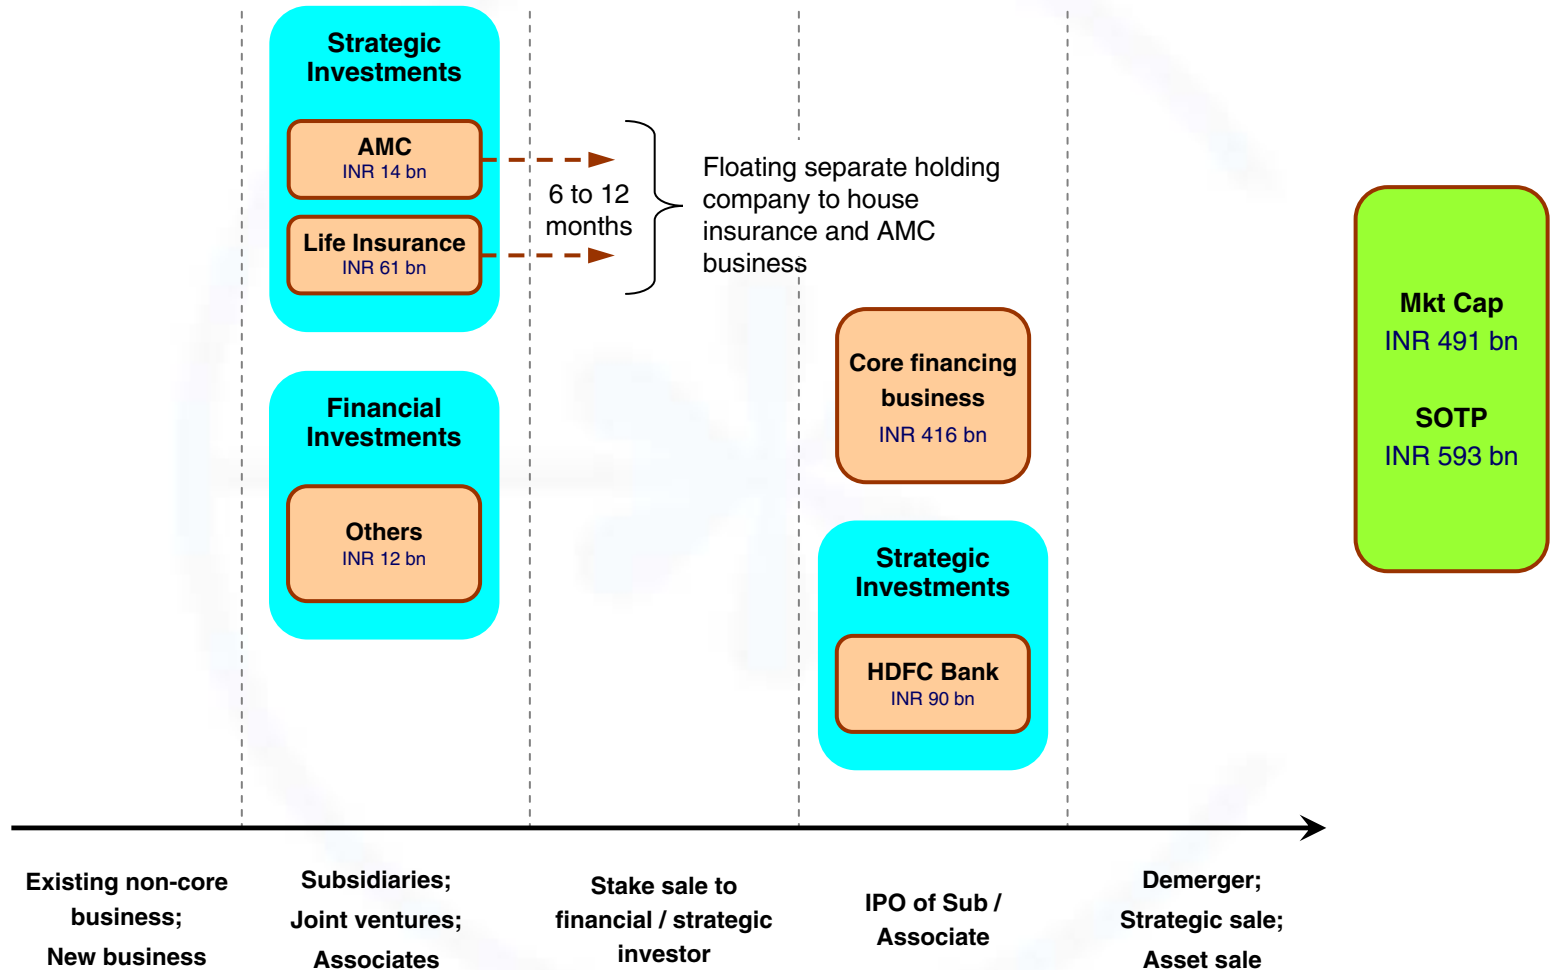 Strategic
Investments
AMC
INR 14 bn
Life Insurance
INR 61 bn
6 to 12
months
Floating separate holding
company to house
insurance and AMC
business
Financial
Investments
Others
INR 12 bn
Core financing
business
INR 416 bn
Strategic
Investments
HDFC Bank
INR 90 bn
Mkt Cap
INR 491 bn
SOTP
INR 593 bn
Existing non-core
business;
New business
Subsidiaries;
Joint ventures;
Associates
Stake sale to
financial / strategic
investor
IPO of Sub /
Associate
Demerger;
Strategic sale;
Asset sale